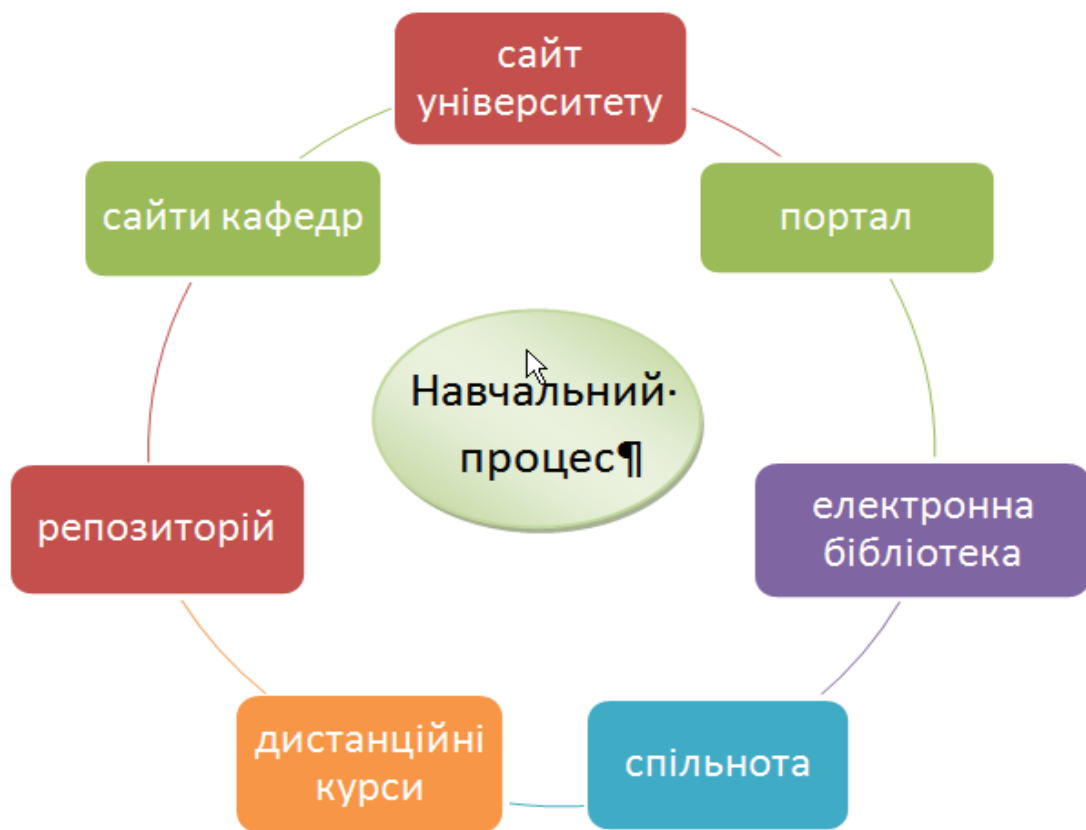 сайт
університету
сайти кафедр
портал
Навчальний·
процес¶
репозиторій
електронна
бібліотека
дистанційні
курси
спільнота